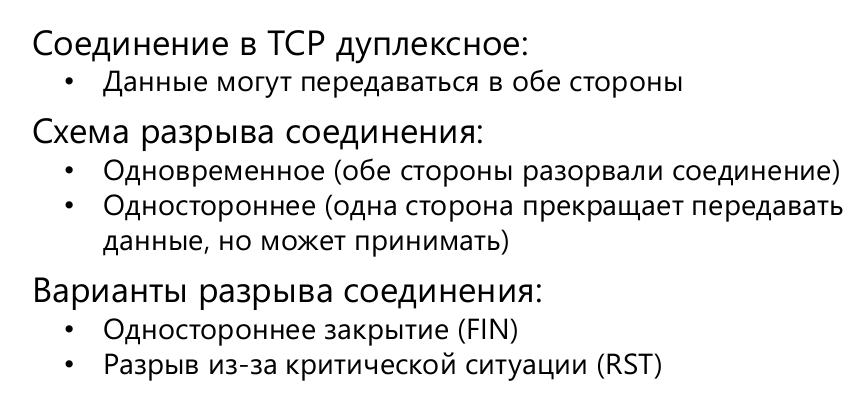 Соединение в TCP дуплексное:
• Данные могут передаваться в обе стороны
Схема разрыва соединения:
• Одновременное (обе стороны разорвали соединение)
• Одностороннее (одна сторона прекращает передавать
данные, но может принимать)
Варианты разрыва соединения:
• Одностороннее закрытие (FIN)
• Разрыв из-за критической ситуации (RST)